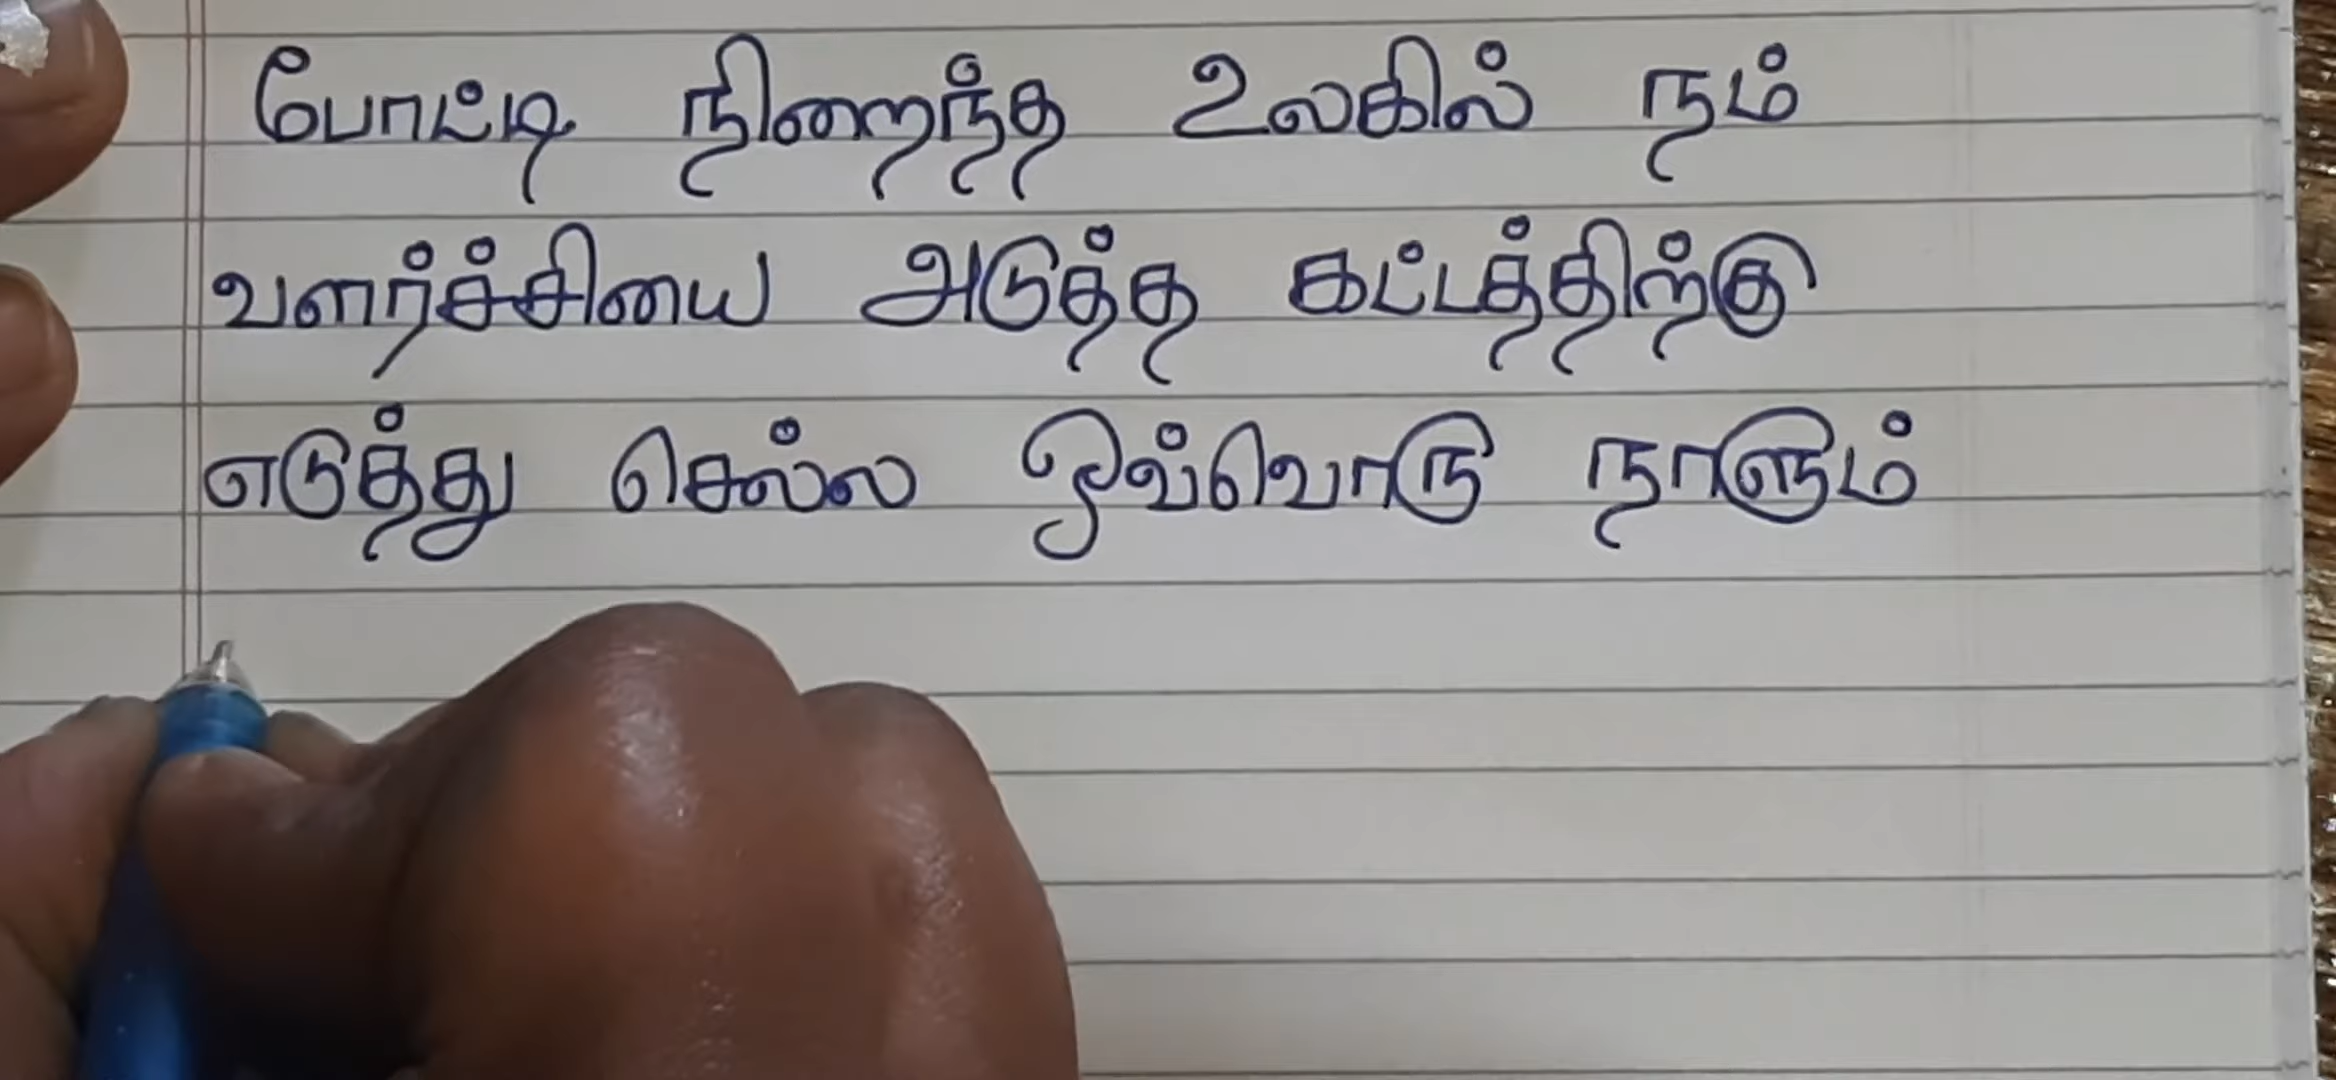 போட்டி நிறைந்த உலகில் நம்
வளர்ச்சியை அடுத்த கட்டத்திற்கு
எடுத்து செல்ல ஒவ்வொரு நாளும்